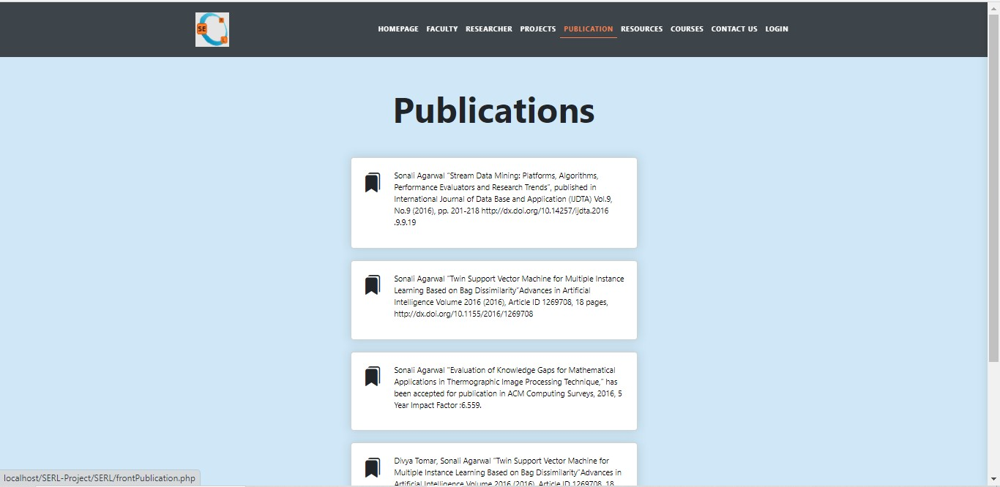 SE
E
L
HOMEPAGE FACULTY RESEARCHER PROJECTS PUBLICATION RESOURCES COURSES CONTACT US LOGIN
Publications
Sonali Agarwal “Stream Data Mining: Platforms, Algorithms,
Performance Evaluators and Research Trends”, published in
International Journal of Data Base and Application (IJDTA) Vol.9,
No.9 (2016), pp. 201-218 http://dx.doi.org/10.14257/ijdta.2016
.9.9.19
Sonali Agarwal “Twin Support Vector Machine for Multiple Instance
Learning Based on Bag Dissimilarity”Advances in Artificial
Intelligence Volume 2016 (2016), Article ID 1269708, 18 pages,
http://dx.doi.org/10.1155/2016/1269708
Sonali Agarwal “Evaluation of Knowledge Gaps for Mathematical
Applications in Thermographic Image Processing Technique,” has
been accepted for publication in ACM Computing Surveys, 2016, 5
Year Impact Factor :6.559.
Divya Tomar, Sonali Agarwal “Twin Support Vector Machine for
Multiple Instance Learning Based on Bag Dissimilarity”Advances in
Artificial Intelligence Volume 2016 (2016), Article ID 1269708, 18
localhost/SERL-Project/SERL/frontPublication.php